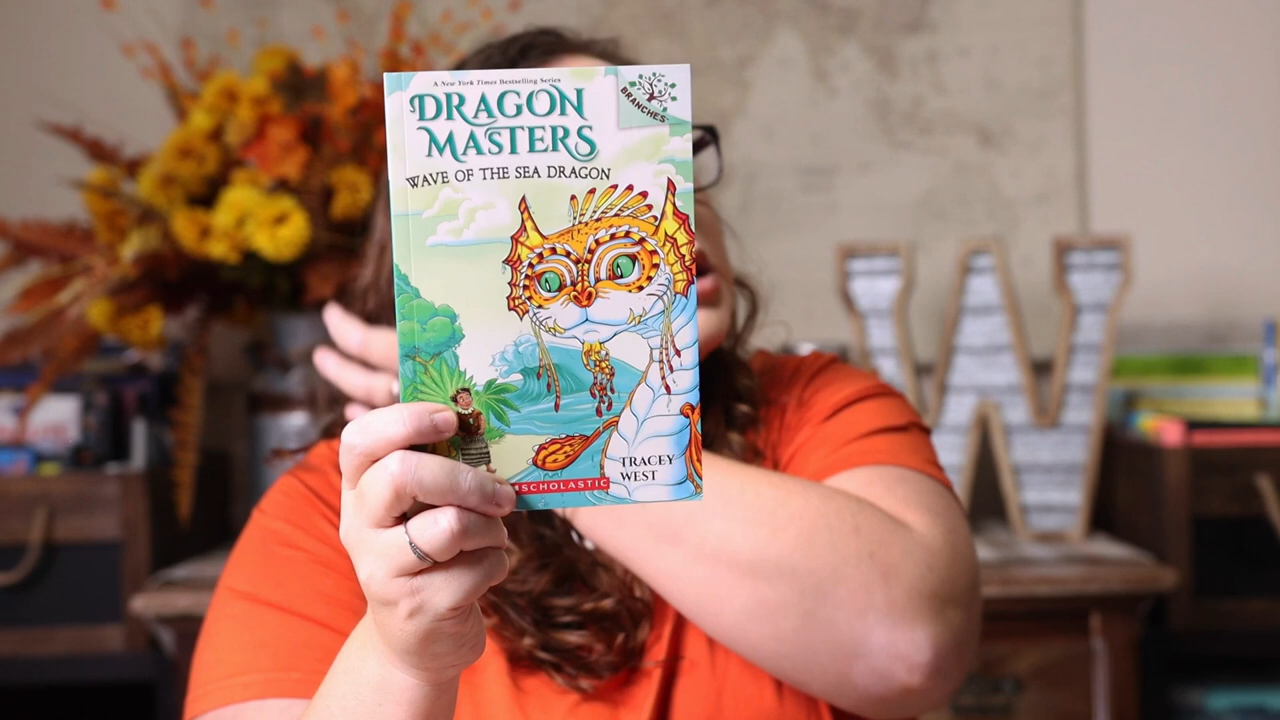 A New York Times Bestselling Series
BRANCHES
DRAGON
MASTERS
WAVE OF THE SEA DRAGON
TRACEY
WEST
SCHOLASTIC
W